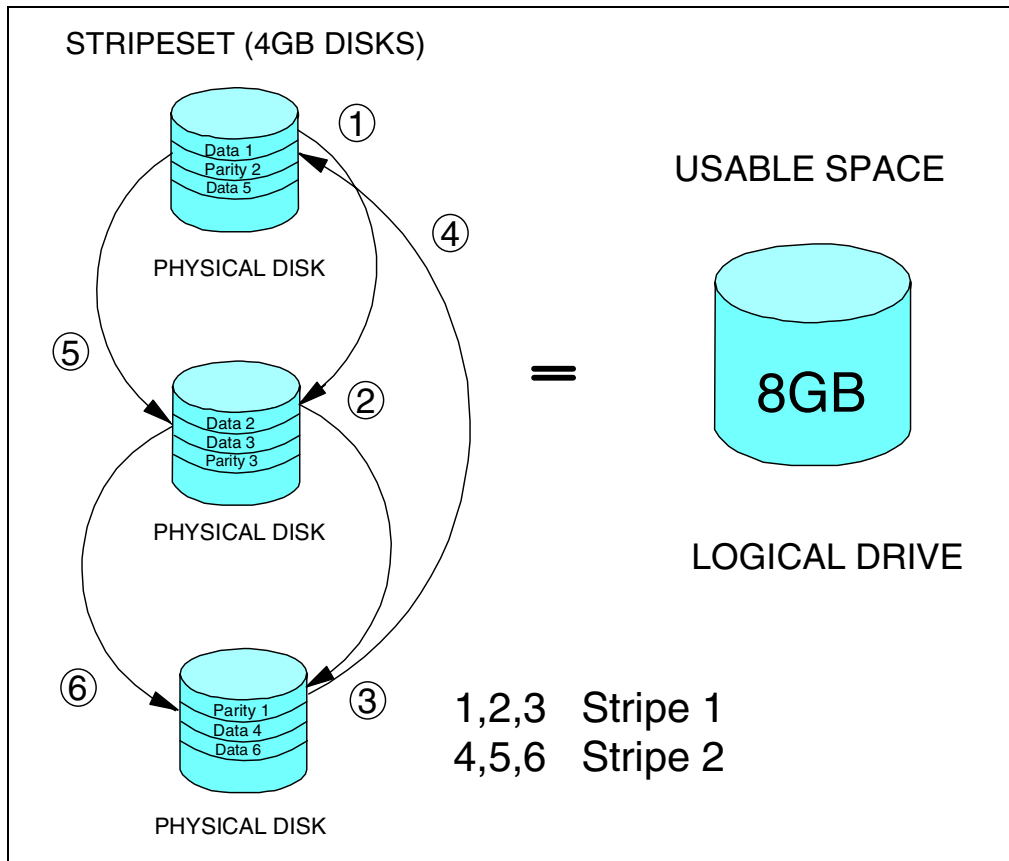 STRIPESET (4GB DISKS)
①
Data 1
Parity 2
Data 5
PHYSICAL DISK
④
⑤
②
Data 2
Data 3
Parity 3
PHYSICAL DISK
⑥
③
Parity 1
Data 4
Data 6
PHYSICAL DISK
=
USABLE SPACE
8GB
LOGICAL DRIVE
1,2,3 Stripe 1
4,5,6 Stripe 2